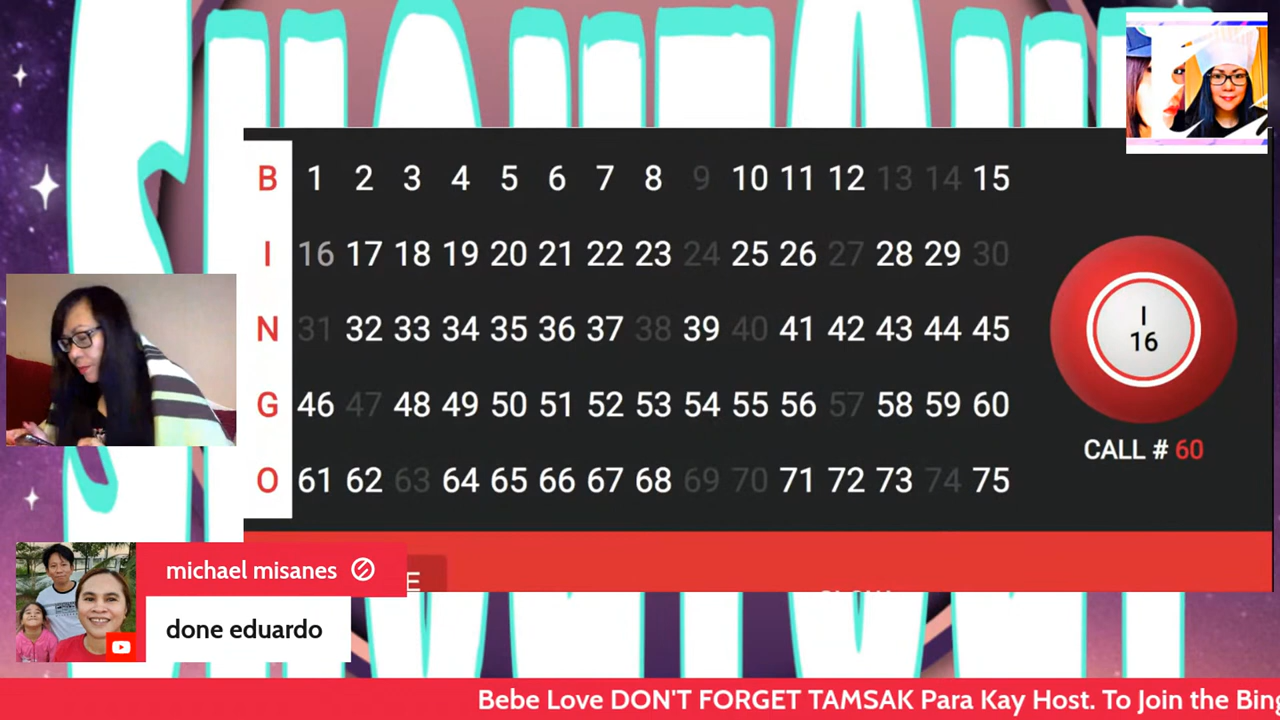 B 1 2 3 4 5 6 7 8 9 10 11 12 13 14 15
I 16 17 18 19 20 21 22 23 24 25 26 27 28 29 30
N 31 32 33 34 35 36 37 38 39 40 41 42 43 44 45
G 46 47 48 49 50 51 52 53 54 55 56 57 58 59 60
O 61 62 63 64 65 66 67 68 69 70 71 72 73 74 75
I
16
CALL # 60
michael misanes
done eduardo
Bebe Love DON'T FORGET TAMSAK Para Kay Host. To Join the Bing